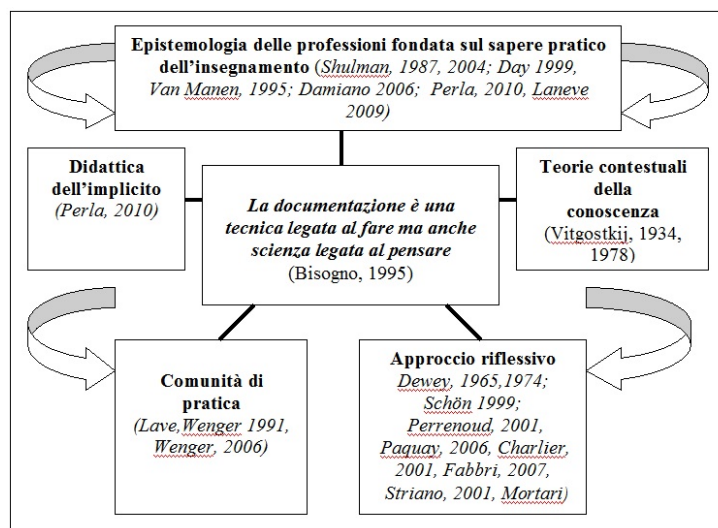 Epistemologia delle professioni fondata sul sapere pratico
dell'insegnamento (Shulman, 1987, 2004; Day 1999,
Van Manen, 1995; Damiano 2006; Perla, 2010, Laneve
2009)
Didattica
dell'implicito
(Perla, 2010)
La documentazione è una
tecnica legata al fare ma anche
scienza legata al pensare
(Bisogno, 1995)
Teorie contestuali
della
conoscenza
(Vitgostkij, 1934,
1978)
Comunità di
pratica
(Lave,Wenger 1991,
Wenger, 2006)
Approccio riflessivo
Dewey, 1965,1974;
Schön 1999;
Perrenoud, 2001,
Paquay, 2006, Charlier,
2001, Fabbri, 2007,
Striano, 2001, Mortari)